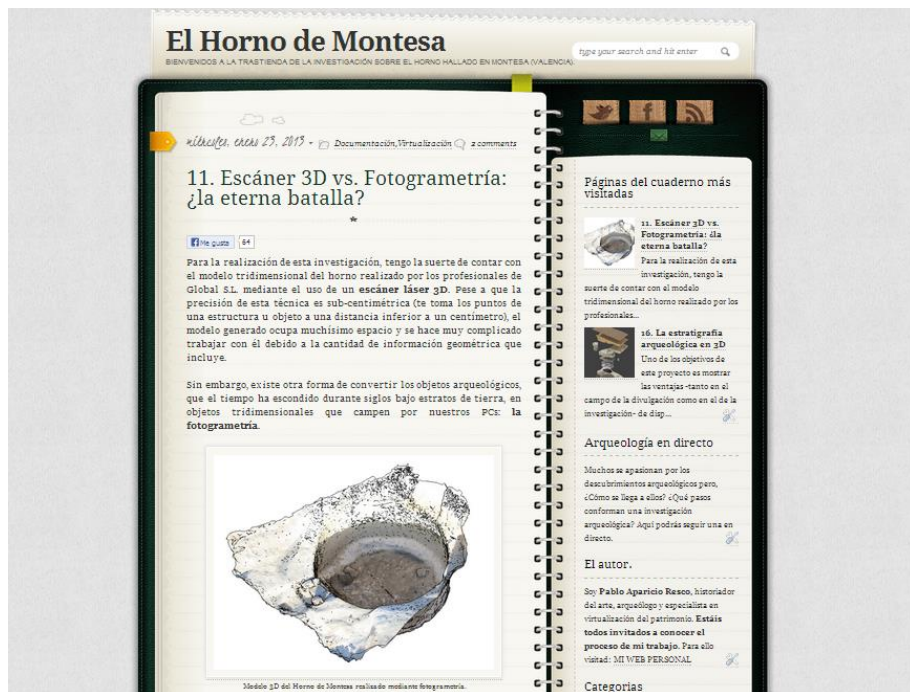 El Horno de Montesa
BIENVENIDOS A LA TRASTIENDA DE LA INVESTIGACIÓN SOBRE EL HORNO HALLADO EN MONTESA (VALENCIA).
type your search and hit enter
miércoles, enero 23, 2013 - Documentación,Virtualización 2 comments
11. Escáner 3D vs. Fotogrametría:
¿la eterna batalla?
Me gusta 64
Para la realización de esta investigación, tengo la suerte de contar con
el modelo tridimensional del horno realizado por los profesionales de
Global S.L. mediante el uso de un escáner láser 3D. Pese a que la
precisión de esta técnica es sub-centimétrica (te toma los puntos de
una estructura u objeto a una distancia inferior a un centímetro), el
modelo generado ocupa muchísimo espacio y se hace muy complicado
trabajar con él debido a la cantidad de información geométrica que
incluye.
Sin embargo, existe otra forma de convertir los objetos arqueológicos,
que el tiempo ha escondido durante siglos bajo estratos de tierra, en
objetos tridimensionales que campen por nuestros PCs: la
fotogrametría.
Modelo 3D del Horno de Montesa realizado mediante fotogrametría.
Páginas del cuaderno más
visitadas
11. Escáner 3D vs.
Fotogrametría: ¿la
eterna batalla?
Para la realización de esta
investigación, tengo la
suerte de contar con el modelo
tridimensional del horno realizado por los
profesionales...
16. La estratigrafía
arqueológica en 3D
Uno de los objetivos de
este proyecto es mostrar
las ventajas -tanto en el
campo de la divulgación como en el de la
investigación- de disp...
Arqueología en directo
Muchos se apasionan por los
descubrimientos arqueológicos pero,
¿Cómo se llega a ellos? ¿Qué pasos
conforman una investigación
arqueológica? Aquí podrás seguir una en
directo.
El autor.
Soy Pablo Aparicio Resco, historiador
del arte, arqueólogo y especialista en
virtualización del patrimonio. Estáis
todos invitados a conocer el
proceso de mi trabajo. Para ello
visitad: MI WEB PERSONAL
Categorias